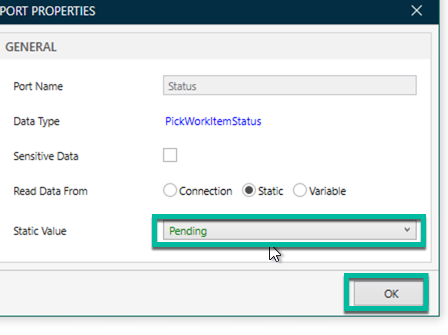 PORT PROPERTIES
GENERAL
Port Name Status
Data Type PickWorkItemStatus
Sensitive Data
Read Data From Connection Static Variable
Static Value Pending
OK